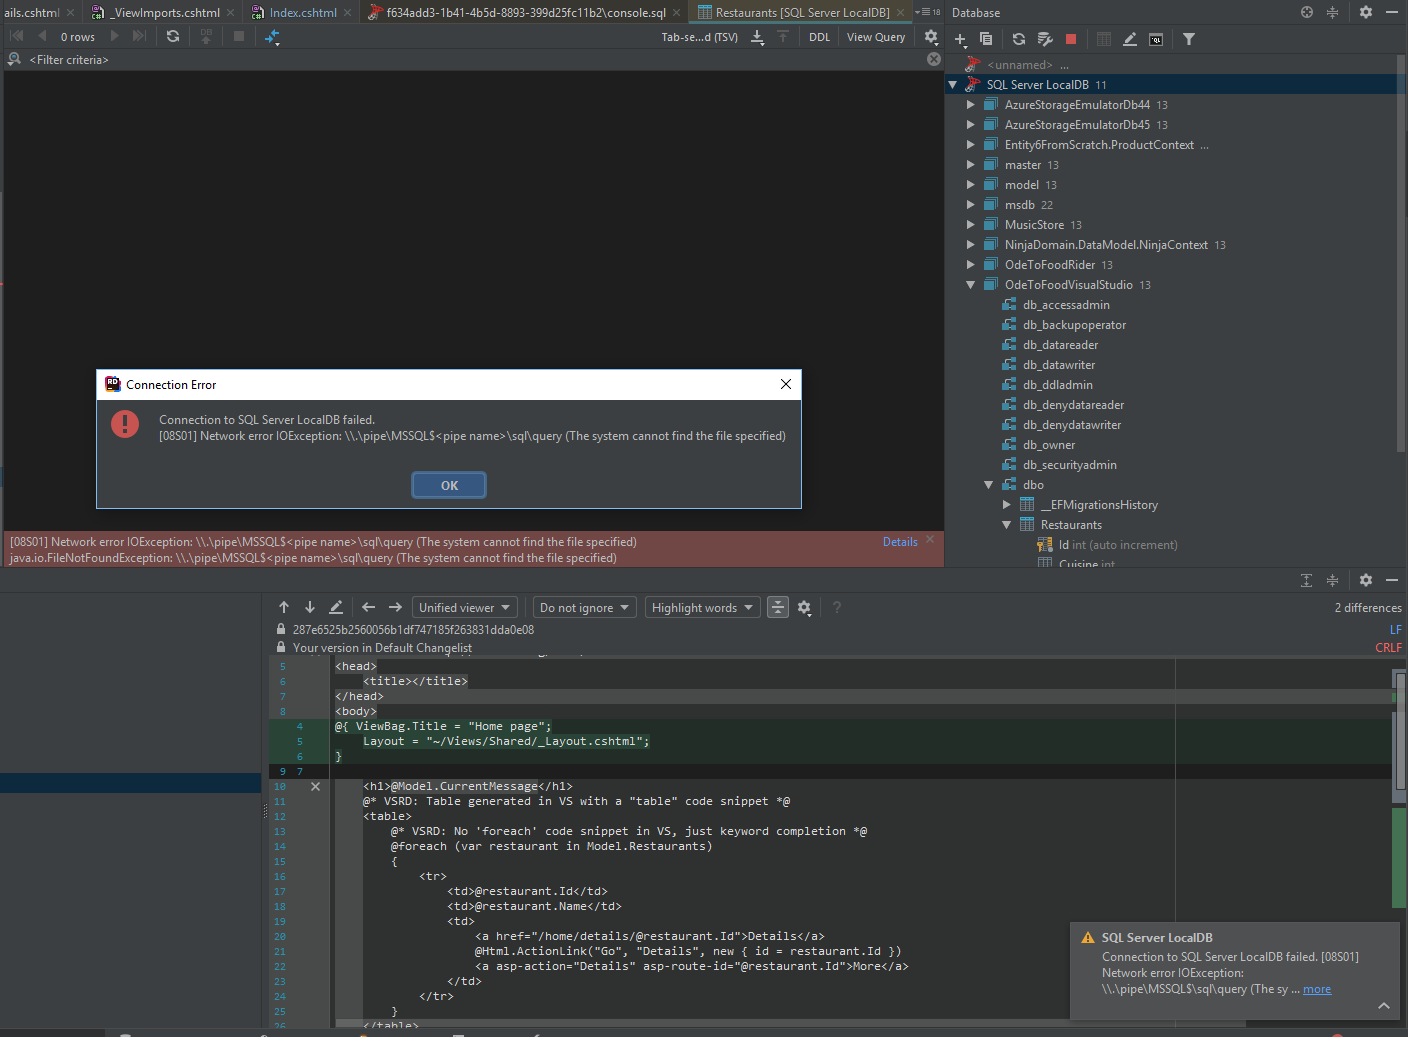 ails.cshtml
_ViewImports.cshtml
Index.cshtml
f634add3-1b41-4b5d-8893-399d25fc11b2\console.sql
Restaurants [SQL Server LocalDB]
18
Database
0 rows
DB
Tab-se...d (TSV)
DDL
View Query
<Filter criteria>
<unnamed> ...
SQL Server LocalDB 11
AzureStorageEmulatorDb44 13
AzureStorageEmulatorDb45 13
Entity6FromScratch.ProductContext ...
master 13
model 13
msdb 22
MusicStore 13
NinjaDomain.DataModel.NinjaContext 13
OdeToFoodRider 13
OdeToFoodVisualStudio 13
db_accessadmin
db_backupoperator
db_datareader
db_datawriter
db_ddladmin
db_denydatareader
db_denydatawriter
db_owner
db_securityadmin
dbo
__EFMigrationsHistory
Restaurants
Id int (auto increment)
Cuisine int
RD Connection Error
Connection to SQL Server LocalDB failed.
[08S01] Network error IOException: \\.\pipe\MSSQL$<pipe name>\sql\query (The system cannot find the file specified)
OK
[08S01] Network error IOException: \\.\pipe\MSSQL$<pipe name>\sql\query (The system cannot find the file specified)
Details
java.io.FileNotFoundException: \\.\pipe\MSSQL$<pipe name>\sql\query (The system cannot find the file specified)
Unified viewer
Do not ignore
Highlight words
?
2 differences
287e6525b2560056b1df747185f263831dda0e08
LF
Your version in Default Changelist
CRLF
5 <head>
6 <title></title>
7 </head>
8 <body>
4 @{ ViewBag.Title = "Home page";
5 Layout = "~/Views/Shared/_Layout.cshtml";
6 }
9 7
10 <h1>@Model.CurrentMessage</h1>
11 @* VSRD: Table generated in VS with a "table" code snippet *@
12 <table>
13 @* VSRD: No 'foreach' code snippet in VS, just keyword completion *@
14 @foreach (var restaurant in Model.Restaurants)
15 {
16 <tr>
17 <td>@restaurant.Id</td>
18 <td>@restaurant.Name</td>
19 <td>
20 <a href="/home/details/@restaurant.Id">Details</a>
21 @Html.ActionLink("Go", "Details", new { id = restaurant.Id })
22 <a asp-action="Details" asp-route-id="@restaurant.Id">More</a>
23 </td>
24 </tr>
25 }
26 </table>
SQL Server LocalDB
Connection to SQL Server LocalDB failed. [08S01]
Network error IOException:
\\.\pipe\MSSQL$\sql\query (The sy ... more